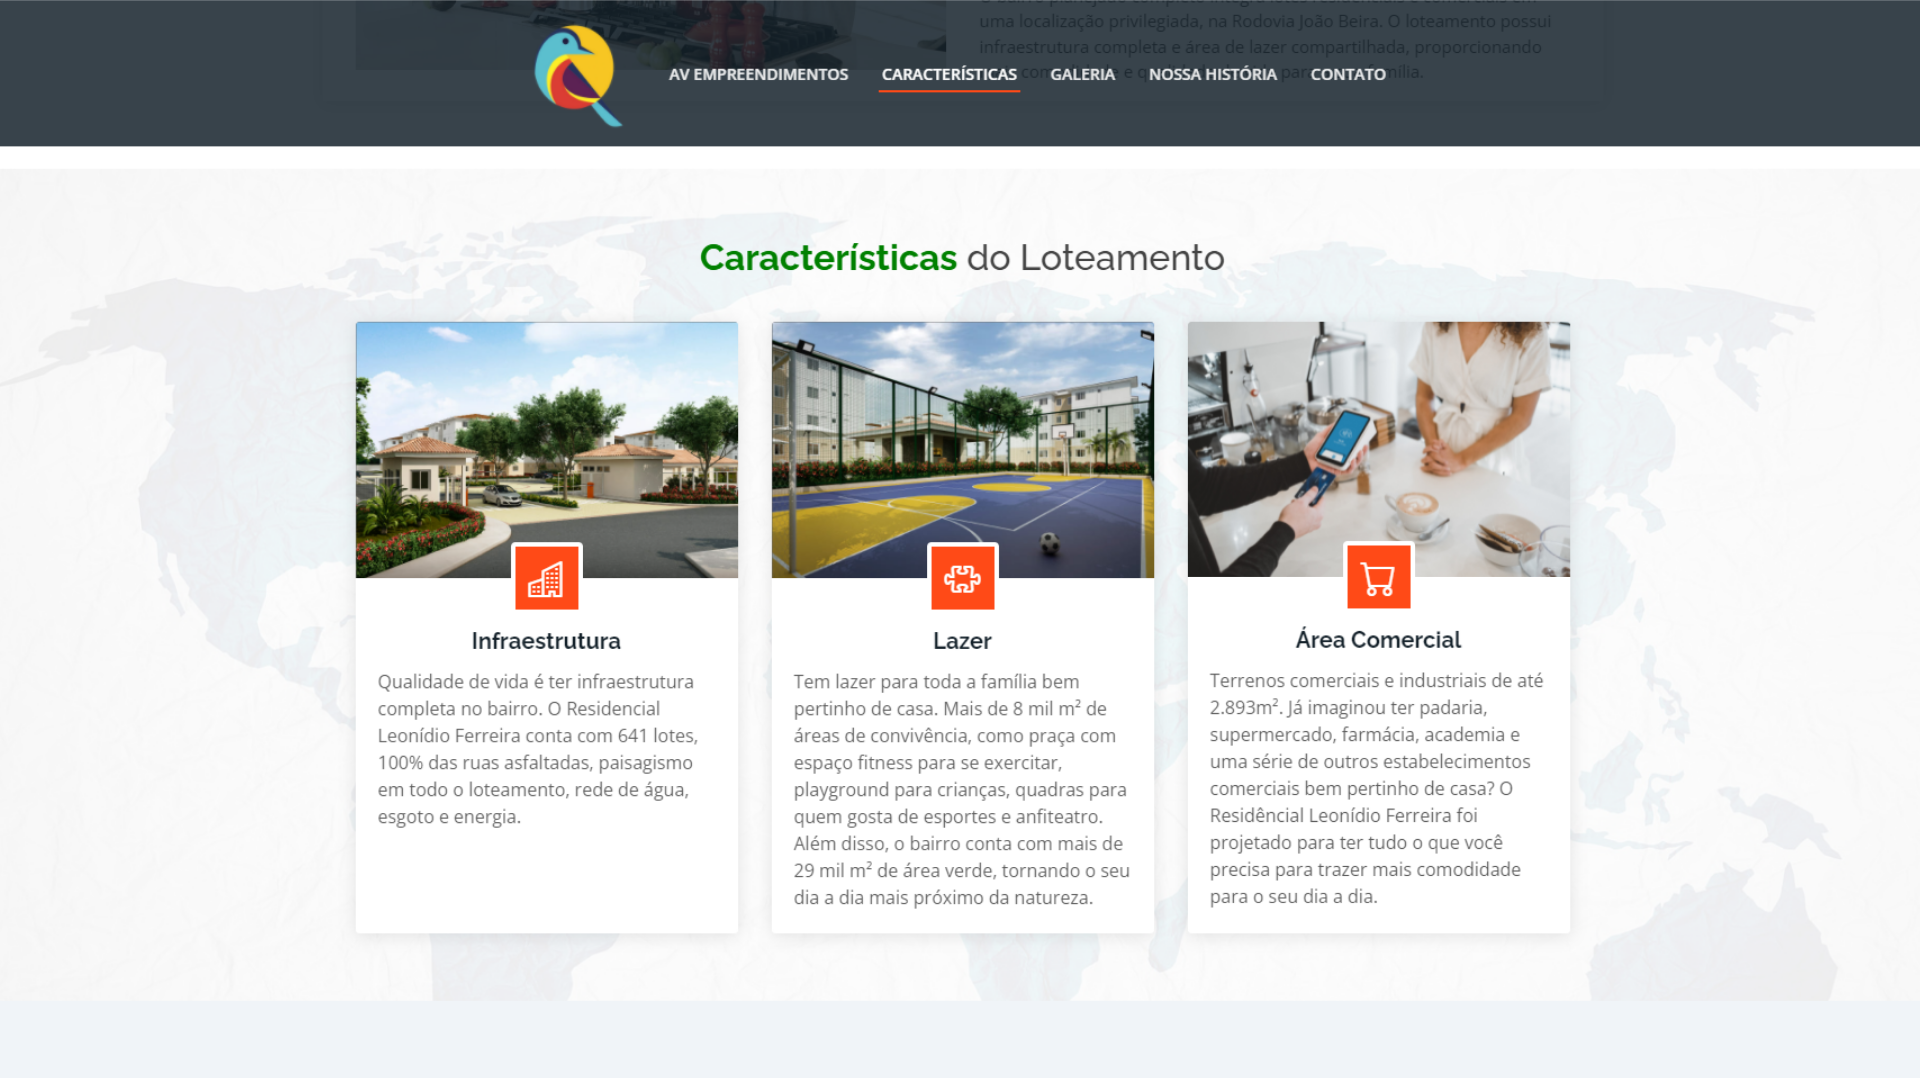 uma localização privilegiada, na Rodovia João Beira. O loteamento possui
infraestrutura completa e área de lazer compartilhada, proporcionando
AV EMPREENDIMENTOS
CARACTERÍSTICAS
GALERIA
NOSSA HISTÓRIA
CONTATO
Características do Loteamento
Infraestrutura
Qualidade de vida é ter infraestrutura
completa no bairro. O Residencial
Leonídio Ferreira conta com 641 lotes,
100% das ruas asfaltadas, paisagismo
em todo o loteamento, rede de água,
esgoto e energia.
Lazer
Tem lazer para toda a família bem
pertinho de casa. Mais de 8 mil m² de
áreas de convivência, como praça com
espaço fitness para se exercitar,
playground para crianças, quadras para
quem gosta de esportes e anfiteatro.
Além disso, o bairro conta com mais de
29 mil m² de área verde, tornando o seu
dia a dia mais próximo da natureza.
Área Comercial
Terrenos comerciais e industriais de até
2.893m². Já imaginou ter padaria,
supermercado, farmácia, academia e
uma série de outros estabelecimentos
comerciais bem pertinho de casa? O
Residêncial Leonídio Ferreira foi
projetado para ter tudo o que você
precisa para trazer mais comodidade
para o seu dia a dia.